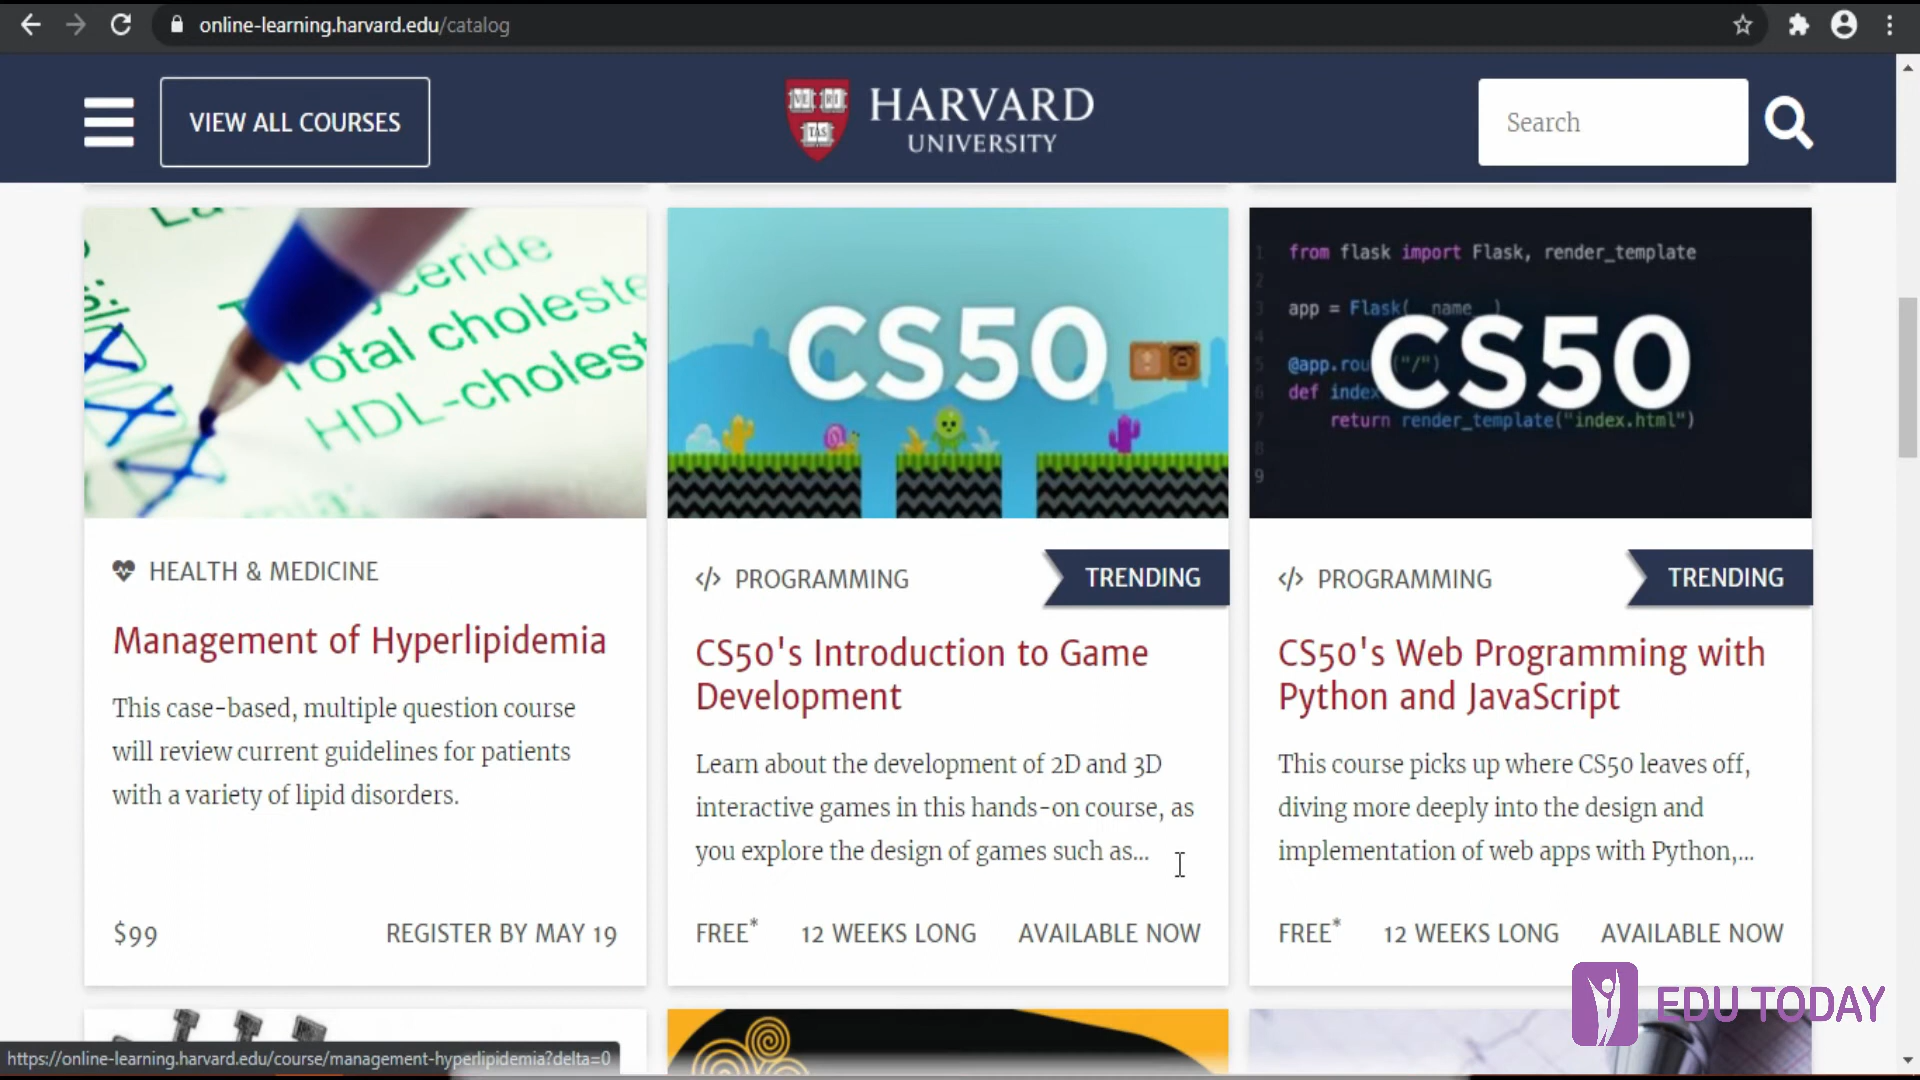 online-learning.harvard.edu/catalog
VIEW ALL COURSES
HARVARD
UNIVERSITY
Search
Total choleste
HDL-cholest
CS50
from flask import Flask, render_template
app = Flask(__name__)
CS50
return render_template("index.html")
HEALTH & MEDICINE
Management of Hyperlipidemia
This case-based, multiple question course
will review current guidelines for patients
with a variety of lipid disorders.
$99
REGISTER BY MAY 19
PROGRAMMING
TRENDING
CS50's Introduction to Game
Development
Learn about the development of 2D and 3D
interactive games in this hands-on course, as
you explore the design of games such as...
FREE*
12 WEEKS LONG
AVAILABLE NOW
PROGRAMMING
TRENDING
CS50's Web Programming with
Python and JavaScript
This course picks up where CS50 leaves off,
diving more deeply into the design and
implementation of web apps with Python,...
FREE*
12 WEEKS LONG
AVAILABLE NOW
EDU TODAY
https://online-learning.harvard.edu/course/management-hyperlipidemia?delta=0